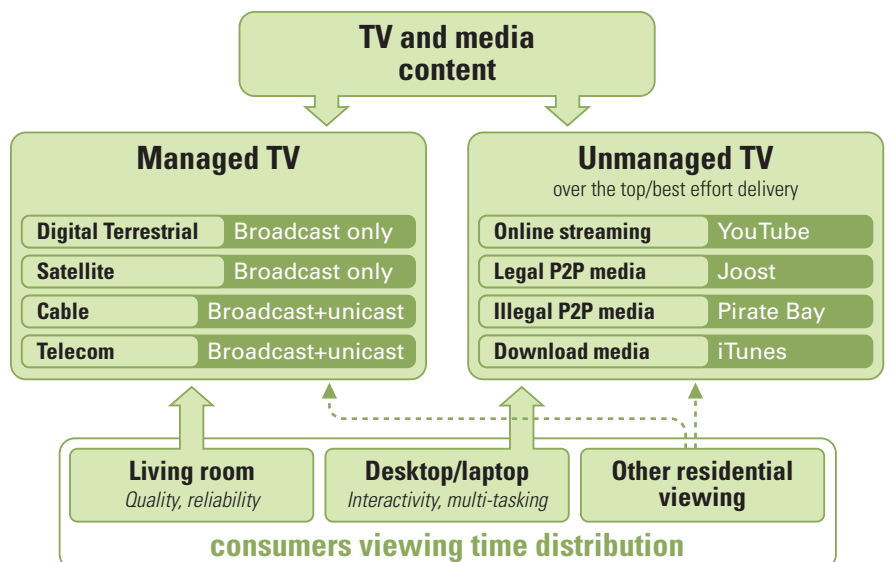 TV and media
content
Managed TV
Digital Terrestrial Broadcast only
Satellite Broadcast only
Cable Broadcast+unicast
Telecom Broadcast+unicast
Unmanaged TV
over the top/best effort delivery
Online streaming YouTube
Legal P2P media Joost
Illegal P2P media Pirate Bay
Download media iTunes
Living room
Quality, reliability
Desktop/laptop
Interactivity, multi-tasking
Other residential
viewing
consumers viewing time distribution